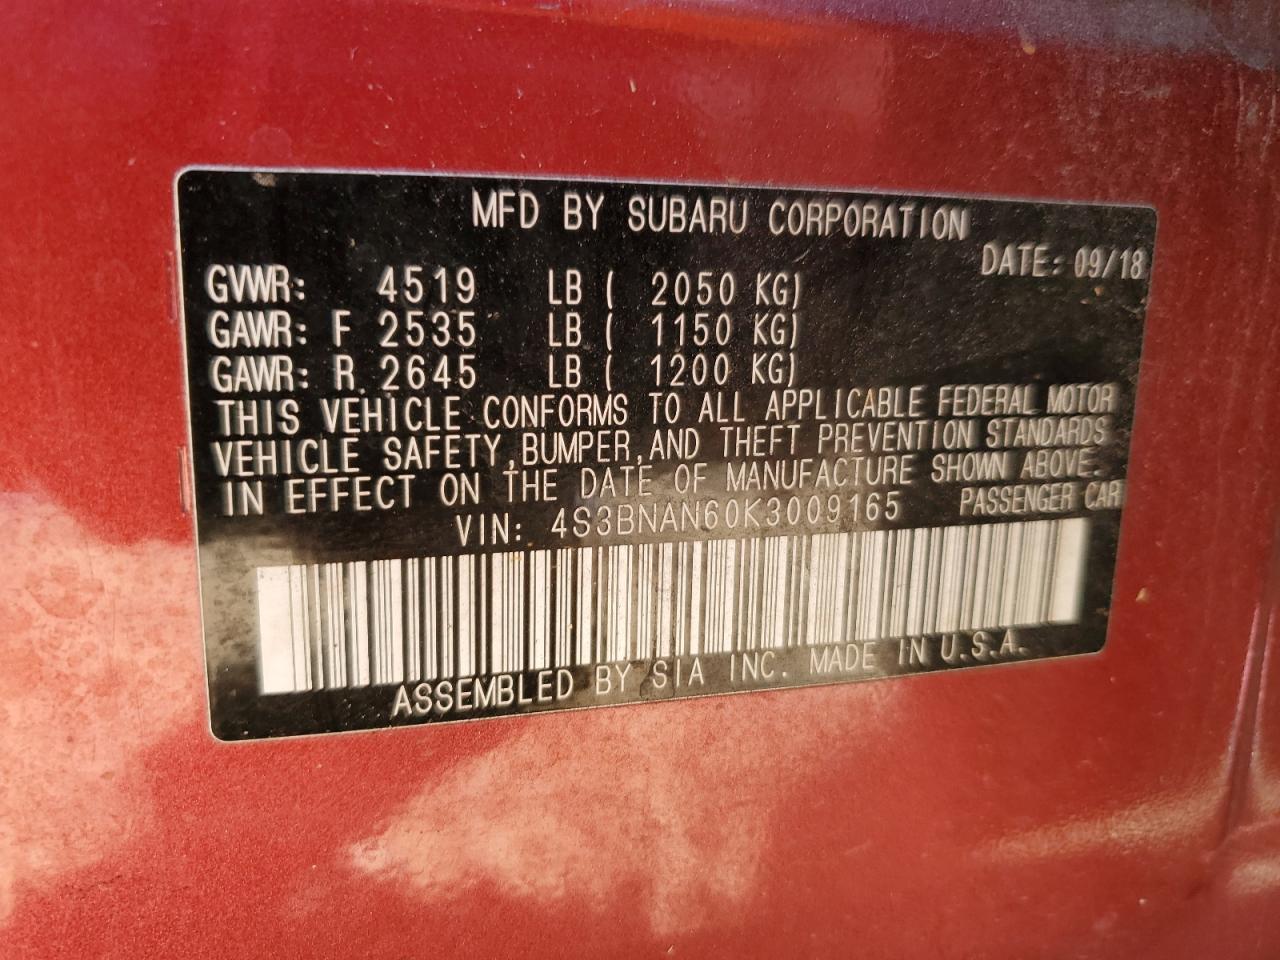 MFD BY SUBARU CORPORATION
DATE: 09/18
GVWR: 4519 LB ( 2050 KG)
GAWR: F 2535 LB ( 1150 KG)
GAWR: R 2645 LB ( 1200 KG)
THIS VEHICLE CONFORMS TO ALL APPLICABLE FEDERAL MOTOR
VEHICLE SAFETY, BUMPER, AND THEFT PREVENTION STANDARDS
IN EFFECT ON THE DATE OF MANUFACTURE SHOWN ABOVE.
VIN: 4S3BNAN60K3009165 PASSENGER CAR
ASSEMBLED BY SIA INC. MADE IN U.S.A.